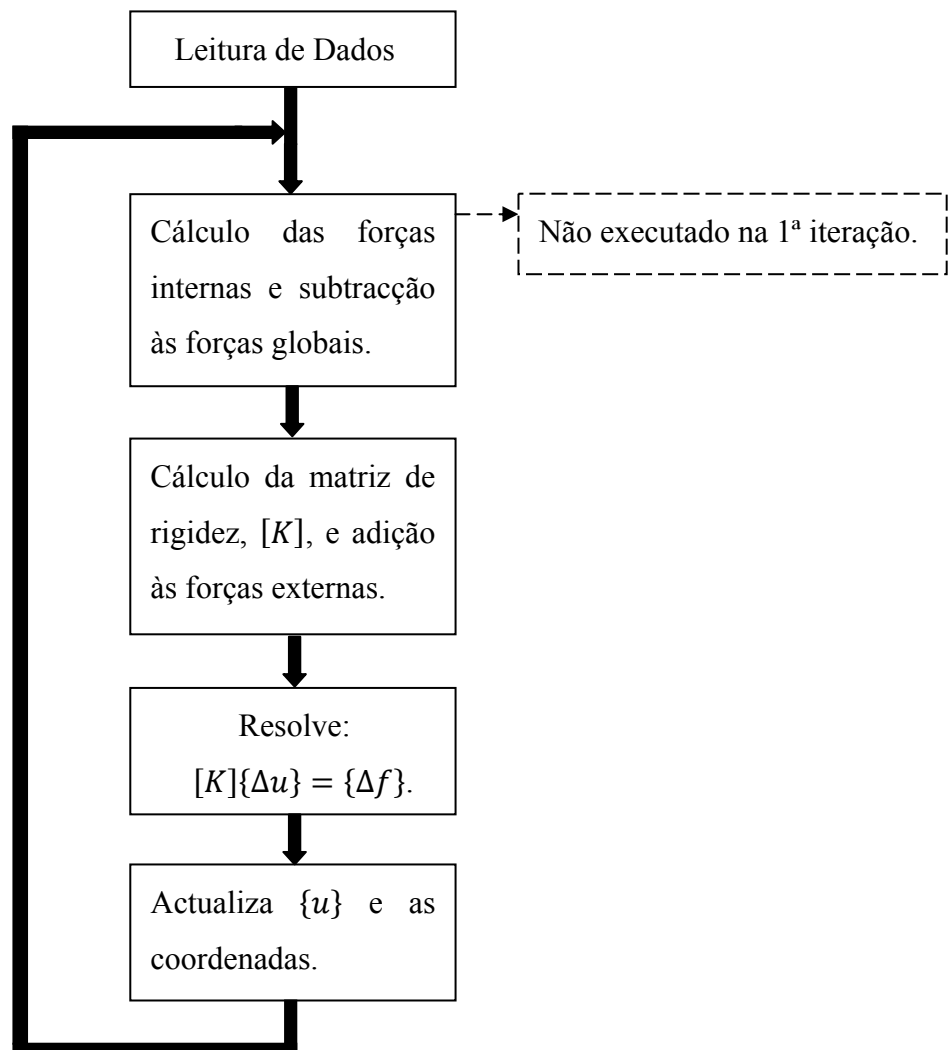 Leitura de Dados
Cálculo das forças
internas e subtracção
às forças globais.
Não executado na 1ª iteração.
Cálculo da matriz de
rigidez, [K], e adição
às forças externas.
Resolve:
[K]{Δu} = {Δf}.
Actualiza {u} e as
coordenadas.